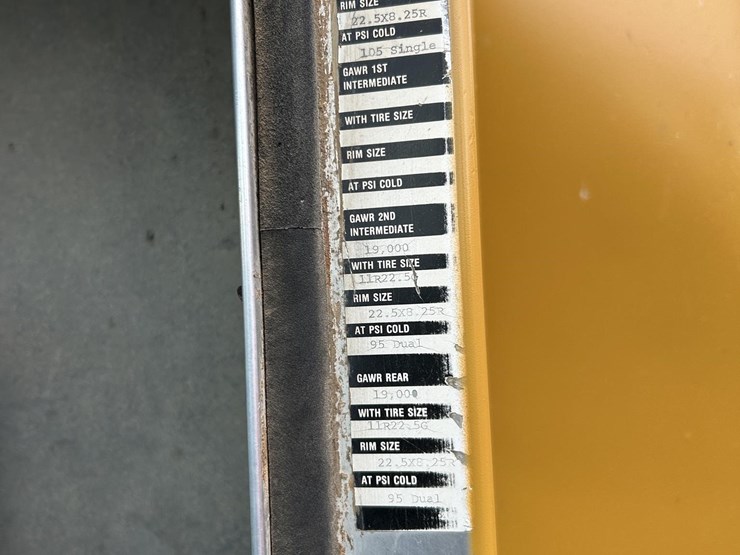 RIM SIZE
22.5X8.25R
AT PSI COLD
105 Single
GAWR 1ST
INTERMEDIATE
WITH TIRE SIZE
RIM SIZE
AT PSI COLD
GAWR 2ND
INTERMEDIATE
19,000
WITH TIRE SIZE
11R22.5G
RIM SIZE
22.5X8.25R
AT PSI COLD
95 Dual
GAWR REAR
19,000
WITH TIRE SIZE
11R22.5G
RIM SIZE
22.5X8.25R
AT PSI COLD
95 Dual